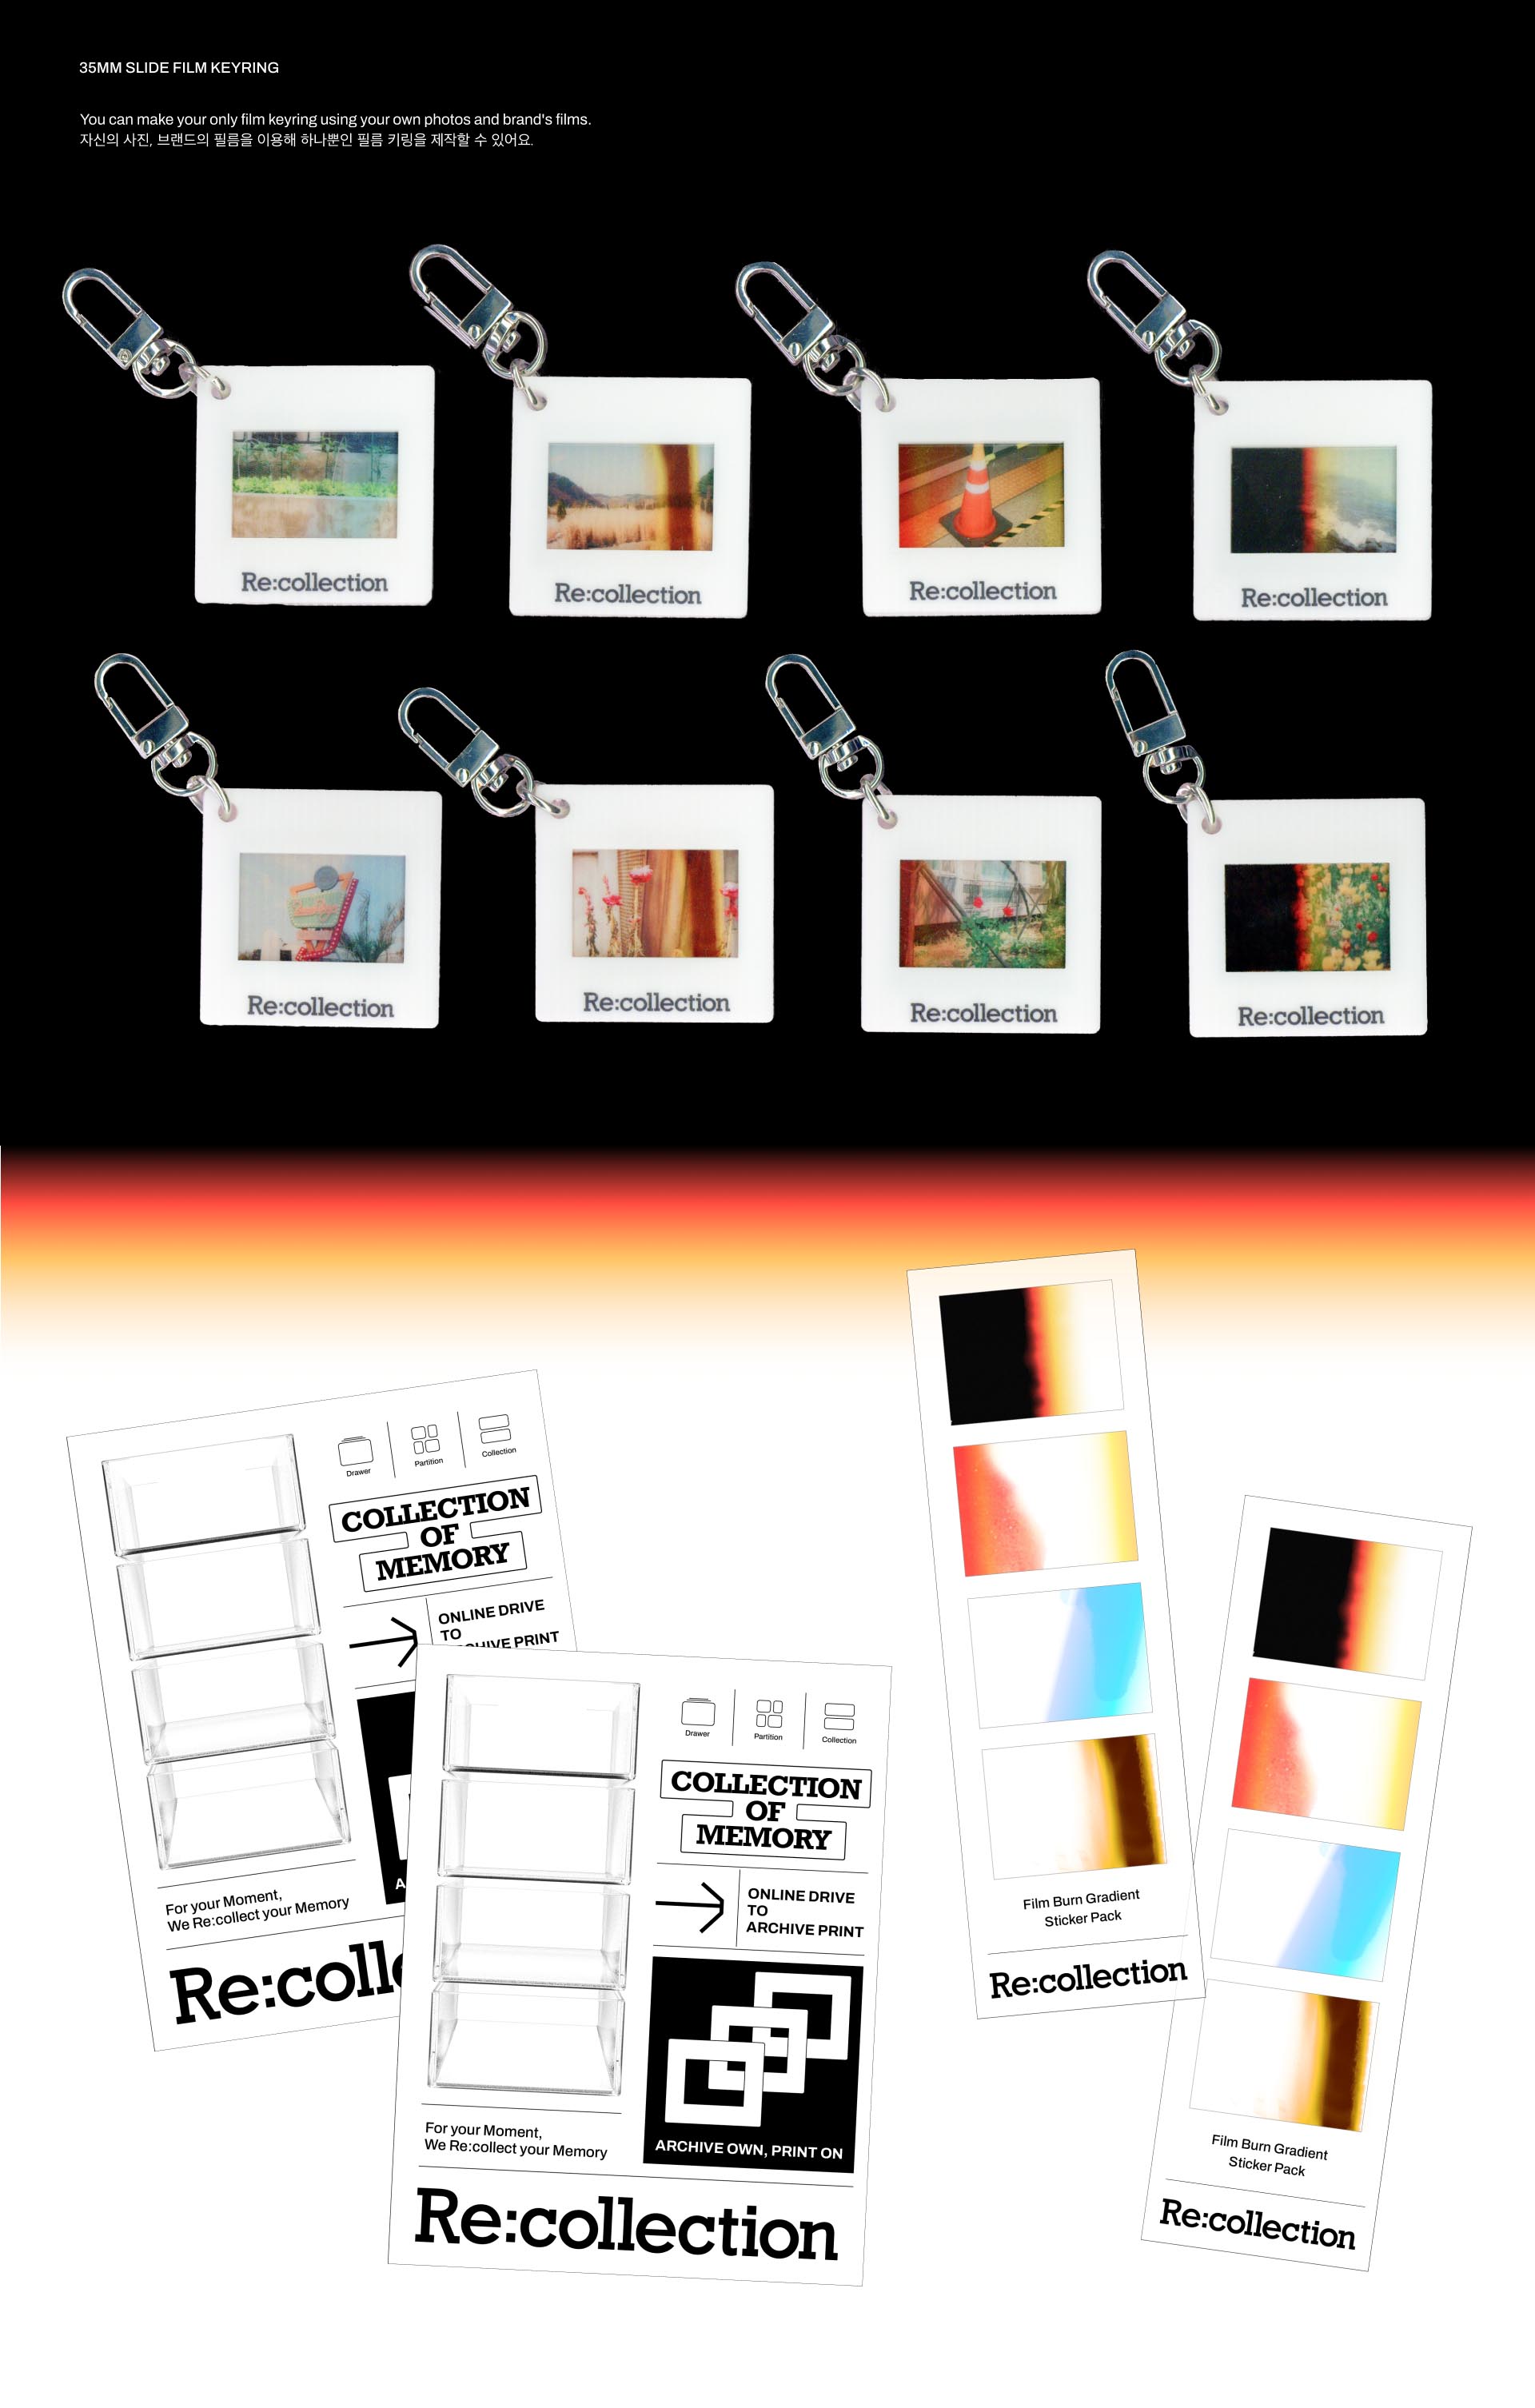 35MM SLIDE FILM KEYRING
You can make your only film keyring using your own photos and brand's films.
자신의 사진, 브랜드의 필름을 이용해 하나뿐인 필름 키링을 제작할 수 있어요.
Re:collection
Re:collection
Re:collection
Re:collection
Re:collection
Re:collection
Re:collection
Re:collection
Drawer
Partition
Collection
COLLECTION
OF
MEMORY
ONLINE DRIVE
TO
CHIVE PRINT
A
For your Moment,
We Re:collect your Memory
Re:colle
Drawer
Partition
Collection
COLLECTION
OF
MEMORY
ONLINE DRIVE
TO
ARCHIVE PRINT
ARCHIVE OWN, PRINT ON
For your Moment,
We Re:collect your Memory
Re:collection
Film Burn Gradient
Sticker Pack
Re:collection
Film Burn Gradient
Sticker Pack
Re:collection